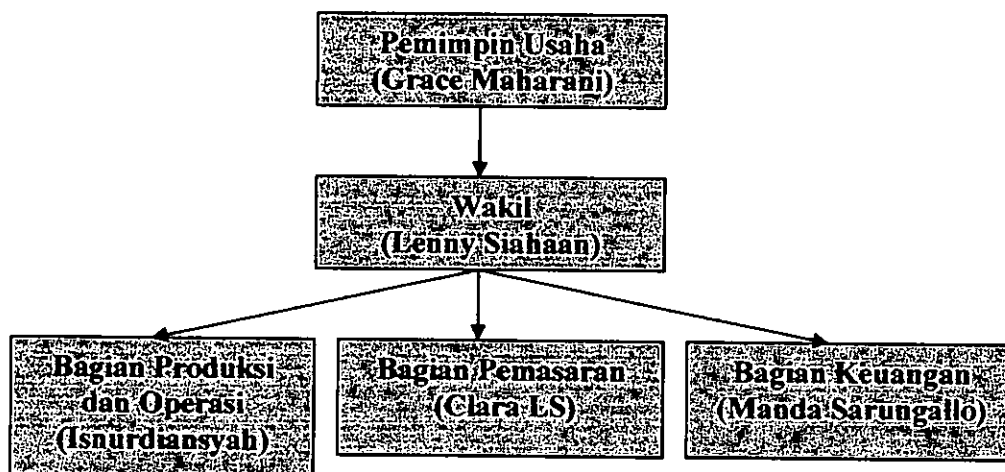 Pemimpin Usaha
(Grace Maharani)
Wakil
(Lenny Siahaan)
Bagian Produksi
dan Operasi
(Isnurdiansyah)
Bagian Pemasaran
(Clara LS)
Bagian Keuangan
(Manda Sarungallo)